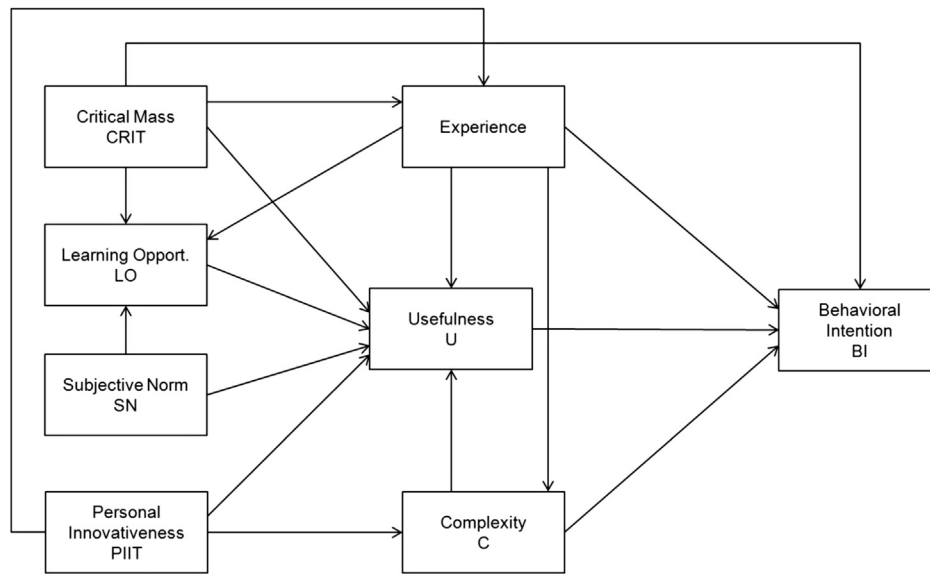 Critical Mass
CRIT
Experience
Learning Opport.
LO
Usefulness
U
Behavioral
Intention
BI
Subjective Norm
SN
Personal
Innovativeness
PIIT
Complexity
C